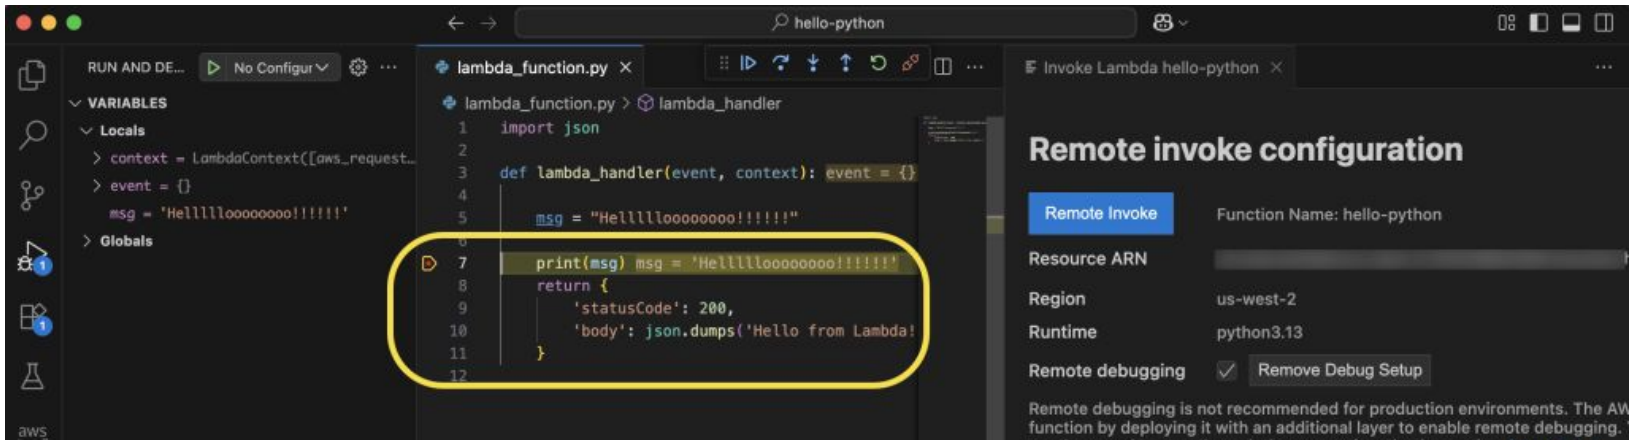 hello-python
RUN AND DE... No Configur
VARIABLES
Locals
context = LambdaContext([aws_request...
event = {}
msg = 'Hellllloooooooo!!!!!!'
Globals
1
aws
lambda_function.py
lambda_function.py > lambda_handler
1 import json
2
3 def lambda_handler(event, context): event = {}
4
5 msg = "Hellllloooooooo!!!!!!"
6
7 print(msg) msg = 'Hellllloooooooo!!!!!!'
8 return {
9 'statusCode': 200,
10 'body': json.dumps('Hello from Lambda!
11 }
12
Invoke Lambda hello-python
Remote invoke configuration
Remote Invoke Function Name: hello-python
Resource ARN
Region us-west-2
Runtime python3.13
Remote debugging Remove Debug Setup
Remote debugging is not recommended for production environments. The AW
function by deploying it with an additional layer to enable remote debugging.